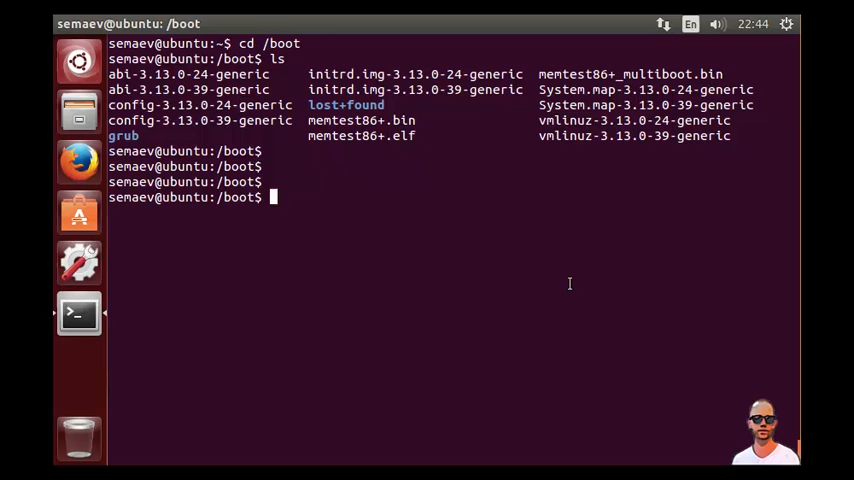 semaev@ubuntu: /boot
En
22:44
semaev@ubuntu:~$ cd /boot
semaev@ubuntu:/boot$ ls
abi-3.13.0-24-generic initrd.img-3.13.0-24-generic memtest86+_multiboot.bin
abi-3.13.0-39-generic initrd.img-3.13.0-39-generic System.map-3.13.0-24-generic
config-3.13.0-24-generic lost+found System.map-3.13.0-39-generic
config-3.13.0-39-generic memtest86+.bin vmlinuz-3.13.0-24-generic
grub memtest86+.elf vmlinuz-3.13.0-39-generic
semaev@ubuntu:/boot$
semaev@ubuntu:/boot$
semaev@ubuntu:/boot$
semaev@ubuntu:/boot$